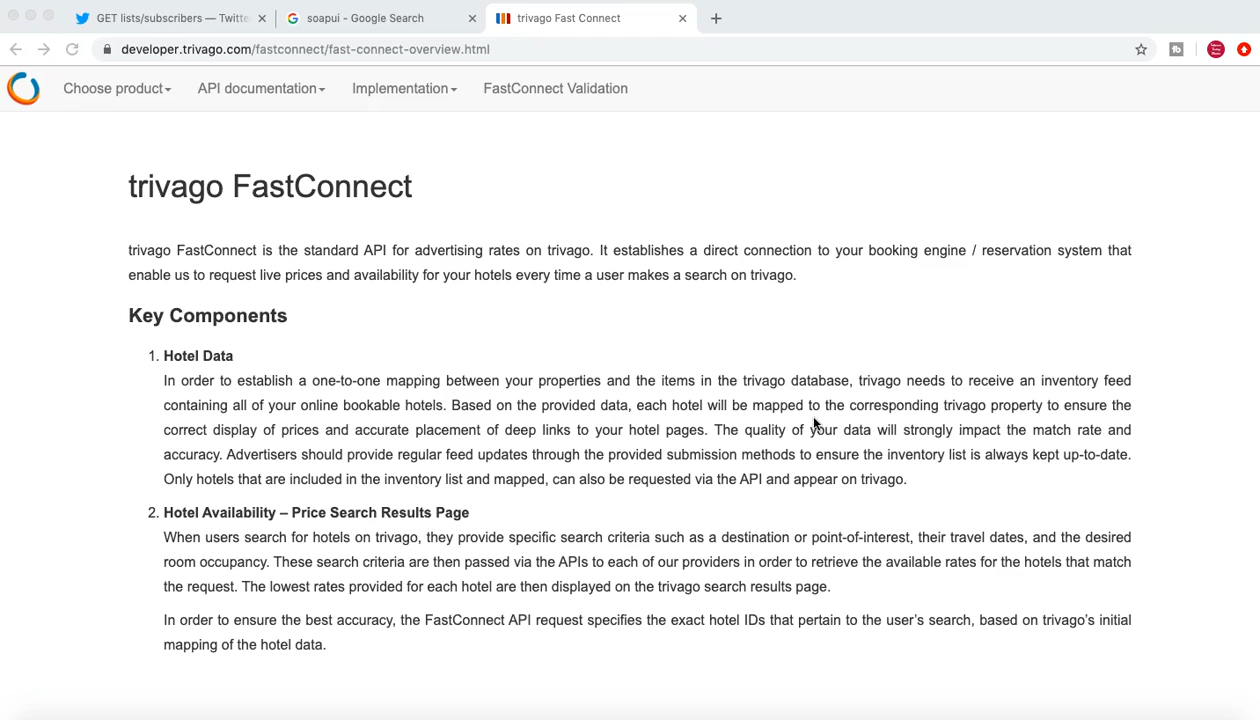 GET lists/subscribers — Twitte
soapui - Google Search
trivago Fast Connect
developer.trivago.com/fastconnect/fast-connect-overview.html
Choose product
API documentation
Implementation
FastConnect Validation
trivago FastConnect
trivago FastConnect is the standard API for advertising rates on trivago. It establishes a direct connection to your booking engine / reservation system that
enable us to request live prices and availability for your hotels every time a user makes a search on trivago.
Key Components
1. Hotel Data
In order to establish a one-to-one mapping between your properties and the items in the trivago database, trivago needs to receive an inventory feed
containing all of your online bookable hotels. Based on the provided data, each hotel will be mapped to the corresponding trivago property to ensure the
correct display of prices and accurate placement of deep links to your hotel pages. The quality of your data will strongly impact the match rate and
accuracy. Advertisers should provide regular feed updates through the provided submission methods to ensure the inventory list is always kept up-to-date.
Only hotels that are included in the inventory list and mapped, can also be requested via the API and appear on trivago.
2. Hotel Availability – Price Search Results Page
When users search for hotels on trivago, they provide specific search criteria such as a destination or point-of-interest, their travel dates, and the desired
room occupancy. These search criteria are then passed via the APIs to each of our providers in order to retrieve the available rates for the hotels that match
the request. The lowest rates provided for each hotel are then displayed on the trivago search results page.
In order to ensure the best accuracy, the FastConnect API request specifies the exact hotel IDs that pertain to the user's search, based on trivago's initial
mapping of the hotel data.